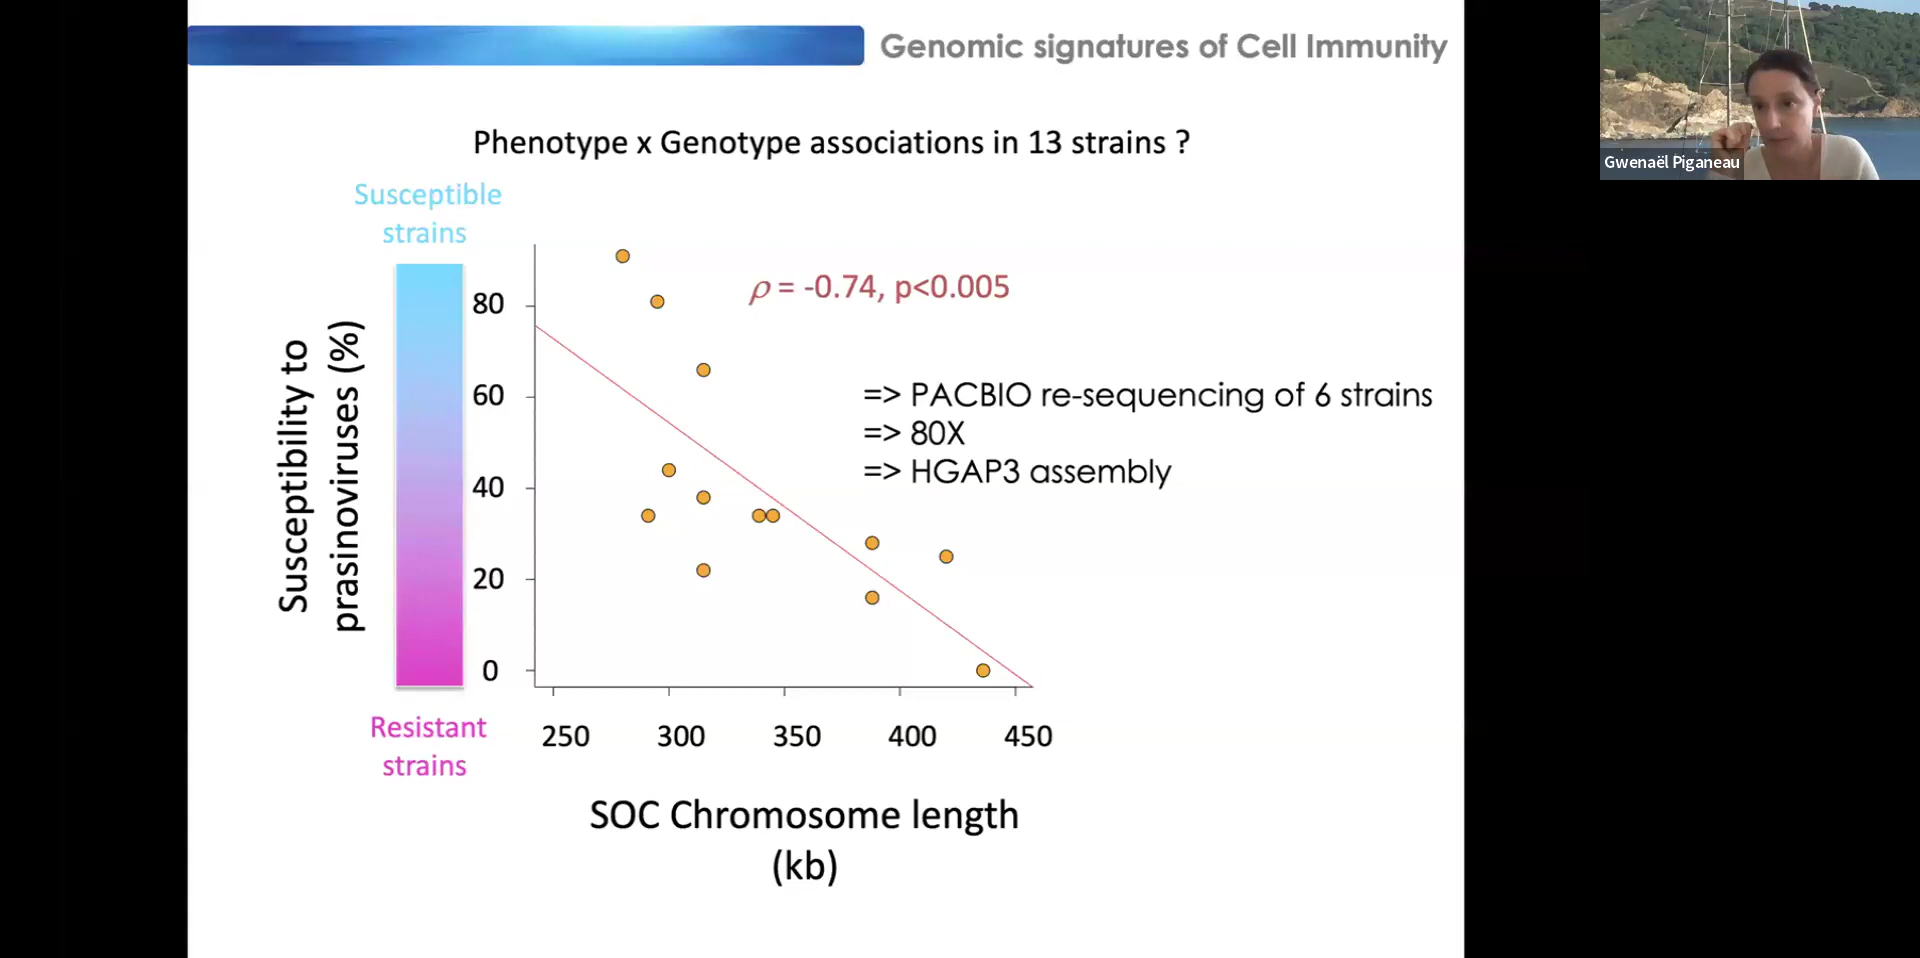 Genomic signatures of Cell Immunity
Gwenaël Piganeau
Phenotype x Genotype associations in 13 strains ?
Susceptible
strains
Susceptibility to
prasinoviruses (%)
80
60
40
20
0
ρ = -0.74, p<0.005
=> PACBIO re-sequencing of 6 strains
=> 80X
=> HGAP3 assembly
Resistant
strains
250 300 350 400 450
SOC Chromosome length
(kb)